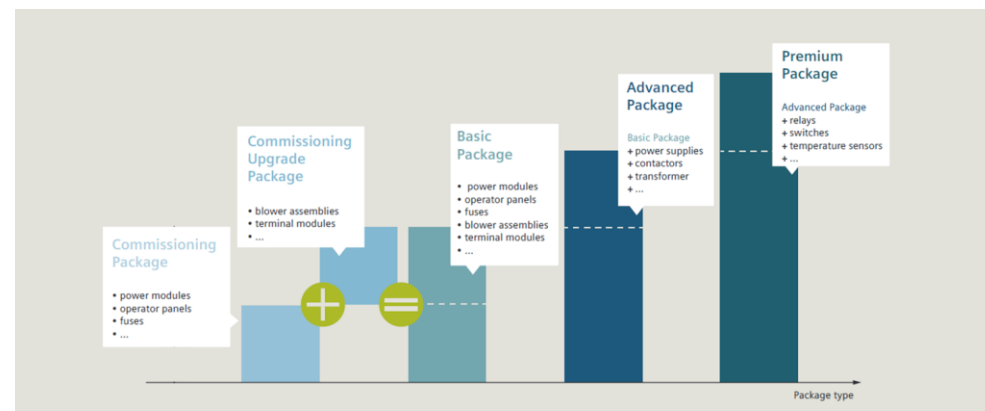 Commissioning
Package
• power modules
• operator panels
• fuses
• ...
Commissioning
Upgrade
Package
• blower assemblies
• terminal modules
• ...
Basic
Package
• power modules
• operator panels
• fuses
• blower assemblies
• terminal modules
• ...
Advanced
Package
Basic Package
+ power supplies
+ contactors
+ transformer
+ ...
Premium
Package
Advanced Package
+ relays
+ switches
+ temperature sensors
+ ...
+
=
Package type